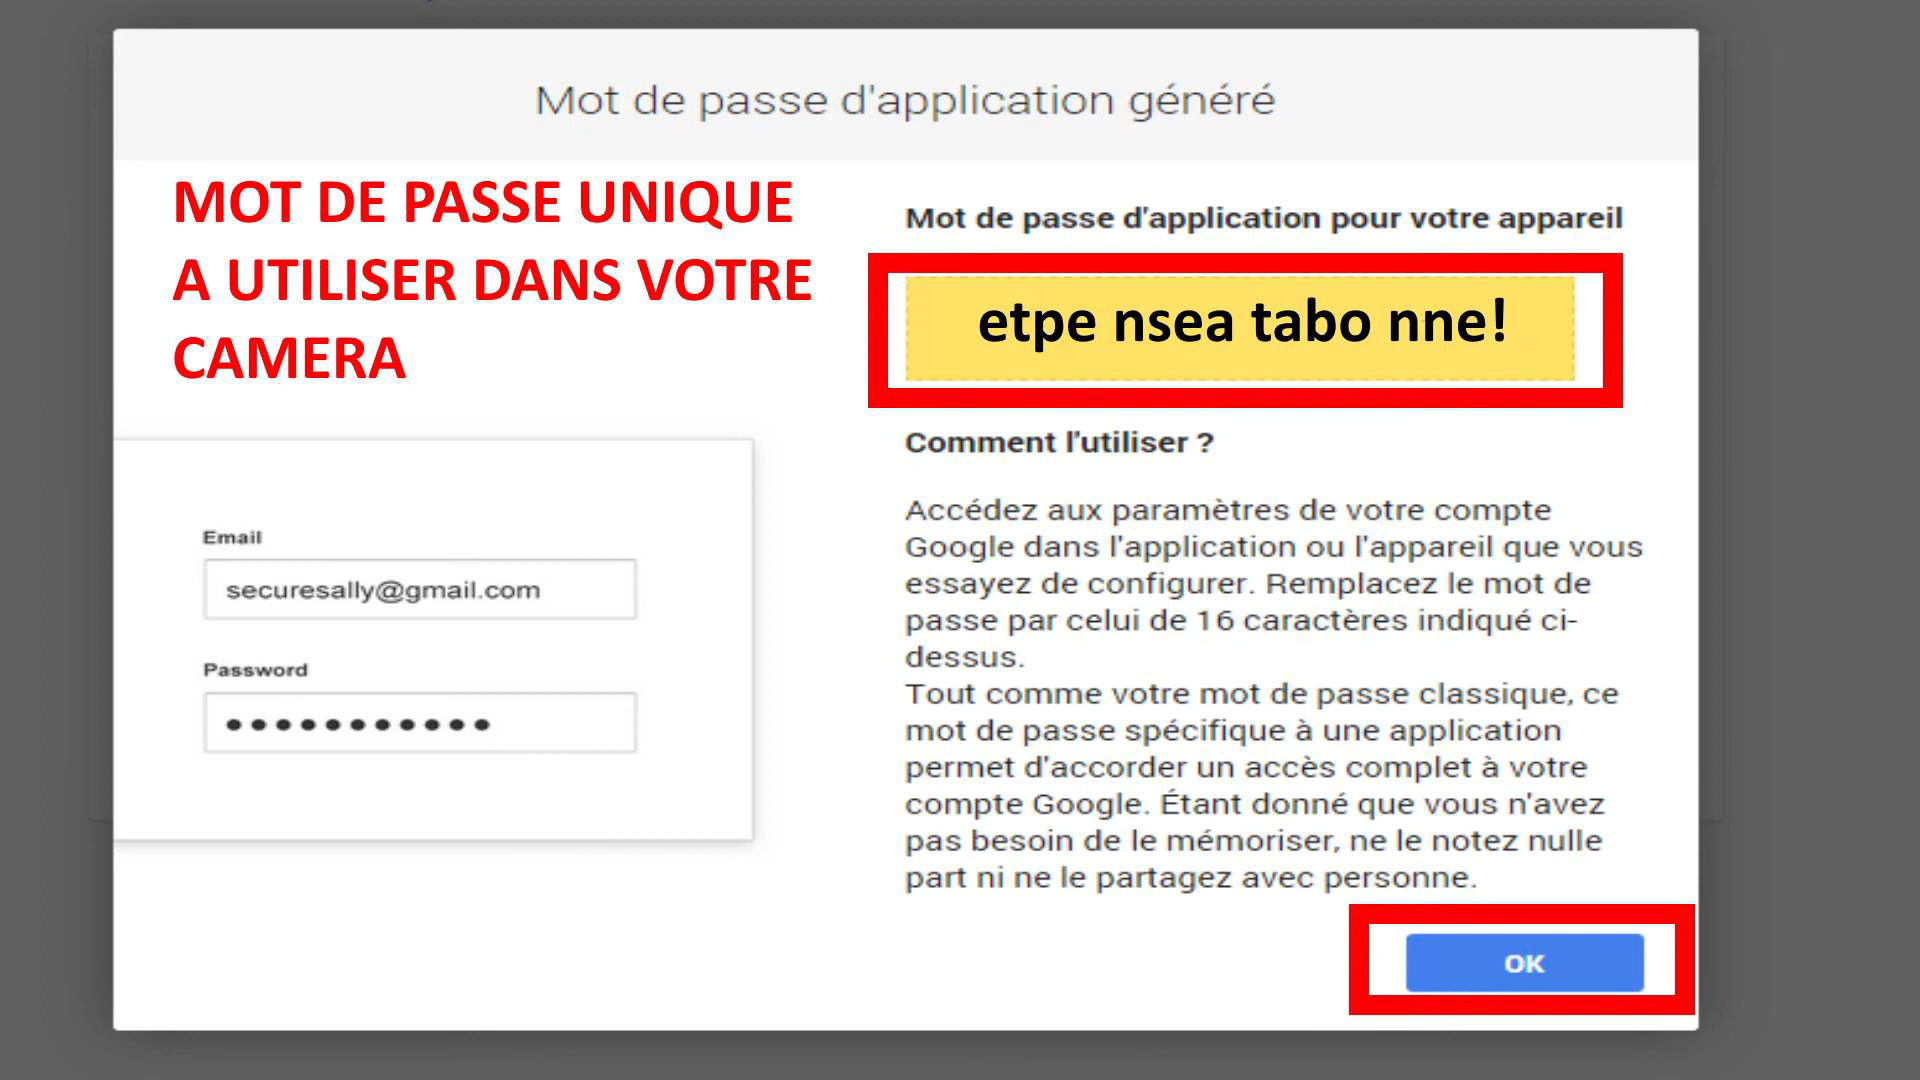 Mot de passe d'application généré
MOT DE PASSE UNIQUE
A UTILISER DANS VOTRE
CAMERA
Mot de passe d'application pour votre appareil
etpe nsea tabo nne!
Email
securesally@gmail.com
Password
●●●●●●●●●●●
Comment l'utiliser ?
Accédez aux paramètres de votre compte
Google dans l'application ou l'appareil que vous
essayez de configurer. Remplacez le mot de
passe par celui de 16 caractères indiqué ci-
dessus.
Tout comme votre mot de passe classique, ce
mot de passe spécifique à une application
permet d'accorder un accès complet à votre
compte Google. Étant donné que vous n'avez
pas besoin de le mémoriser, ne le notez nulle
part ni ne le partagez avec personne.
OK